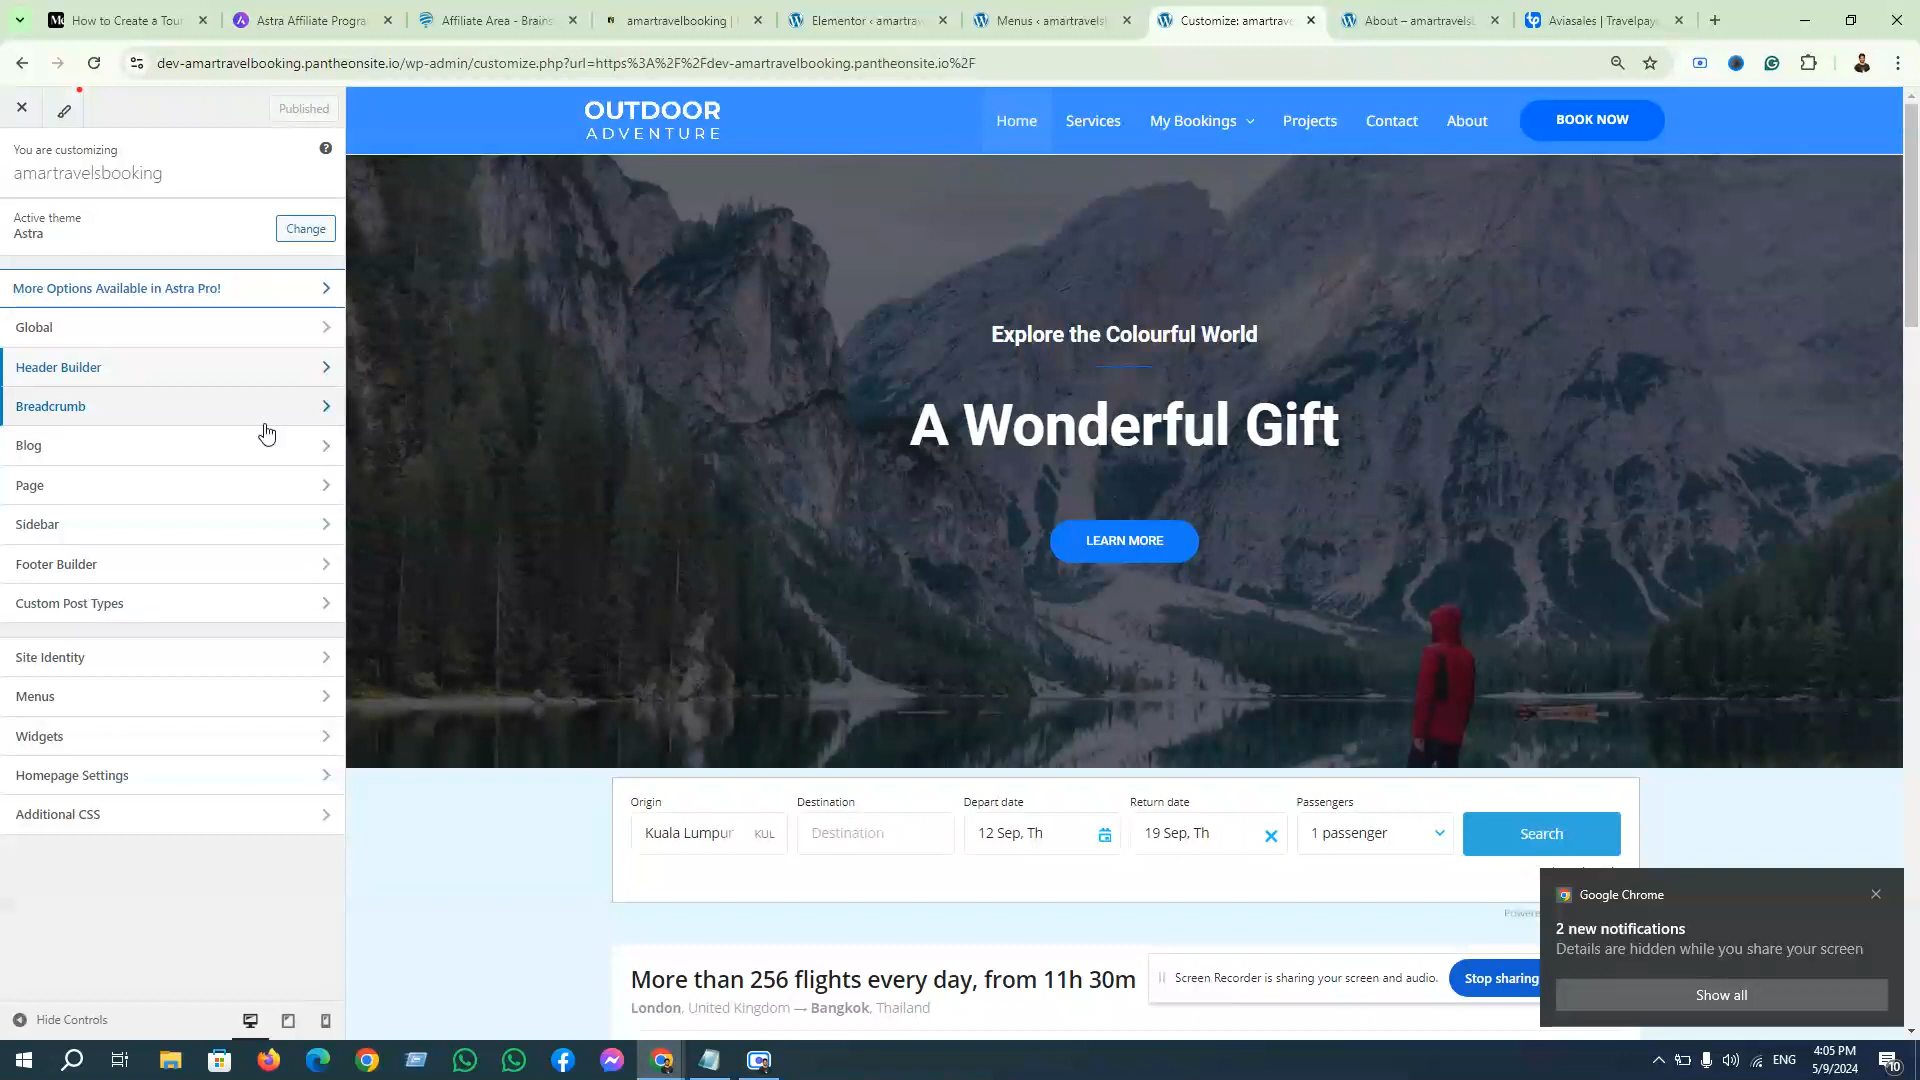 How to Create a Tou
Astra Affiliate Progra
Affiliate Area - Brains
amartravelbooking |
Elementor ‹ amartrav
Menus ‹ amartravels
Customize: amartrave
About – amartravels
Aviasales | Travelpay
dev-amartravelbooking.pantheonsite.io/wp-admin/customize.php?url=https%3A%2F%2Fdev-amartravelbooking.pantheonsite.io%2F
Published
You are customizing
amartravelsbooking
Active theme
Astra
Change
More Options Available in Astra Pro!
Global
Header Builder
Breadcrumb
Blog
Page
Sidebar
Footer Builder
Custom Post Types
Site Identity
Menus
Widgets
Homepage Settings
Additional CSS
Hide Controls
OUTDOOR
ADVENTURE
Home Services My Bookings Projects Contact About BOOK NOW
Explore the Colourful World
A Wonderful Gift
LEARN MORE
Origin Destination Depart date Return date Passengers
Kuala Lumpur KUL Destination 12 Sep, Th 19 Sep, Th 1 passenger Search
Powere
More than 256 flights every day, from 11h 30m
London, United Kingdom — Bangkok, Thailand
Screen Recorder is sharing your screen and audio. Stop sharing
Google Chrome
2 new notifications
Details are hidden while you share your screen
Show all
ENG
4:05 PM
5/9/2024
10